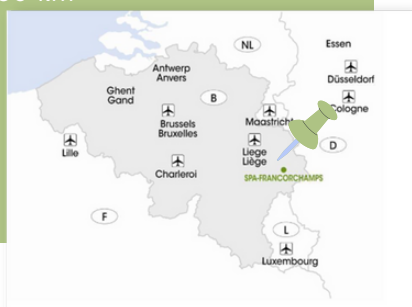 NL
Essen
Antwerp
Anvers
Düsseldorf
Ghent
Gand
B
Cologne
Brussels
Bruxelles
Maastricht
Lille
Liege
Liège
D
Charleroi
SPA-FRANCORCHAMPS
F
L
Luxembourg